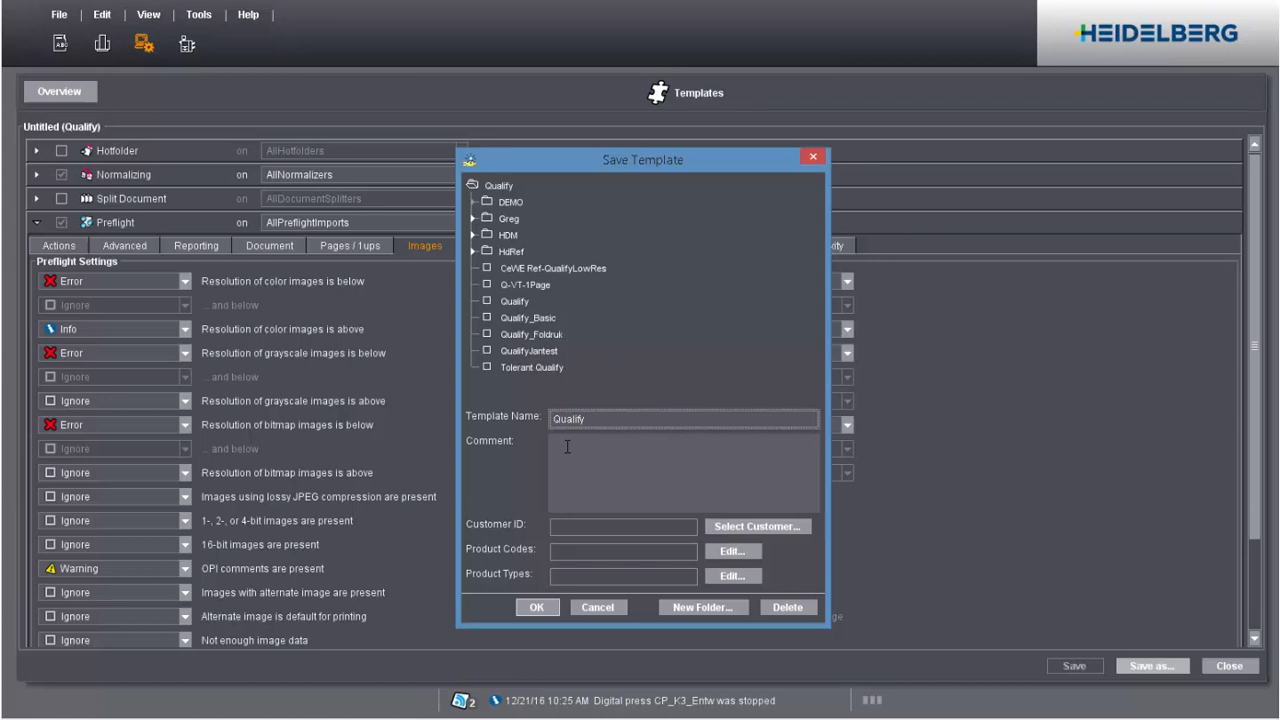 File Edit View Tools Help
HEIDELBERG
Overview
Templates
Untitled (Qualify)
Hotfolder on AllHotfolders
Normalizing on AllNormalizers
Split Document on AllDocumentSplitters
Preflight on AllPreflightImports
Actions Advanced Reporting Document Pages / 1ups Images
Preflight Settings
Error Resolution of color images is below
Ignore ... and below
Info Resolution of color images is above
Error Resolution of grayscale images is below
Ignore ... and below
Ignore Resolution of grayscale images is above
Error Resolution of bitmap images is below
Ignore ... and below
Ignore Resolution of bitmap images is above
Ignore Images using lossy JPEG compression are present
Ignore 1-, 2-, or 4-bit images are present
Ignore 16-bit images are present
Warning OPI comments are present
Ignore Images with alternate image are present
Ignore Alternate image is default for printing
Ignore Not enough image data
Save Template
Qualify
DEMO
Greg
HDM
HdRef
CeWE Ref-QualifyLowRes
Q-VT-1Page
Qualify
Qualify_Basic
Qualify_Foldruk
QualifyJantest
Tolerant Qualify
Template Name: Qualify
Comment:
Customer ID: Select Customer...
Product Codes: Edit...
Product Types: Edit...
OK Cancel New Folder... Delete
Save Save as... Close
2 12/21/16 10:25 AM Digital press CP_K3_Entw was stopped